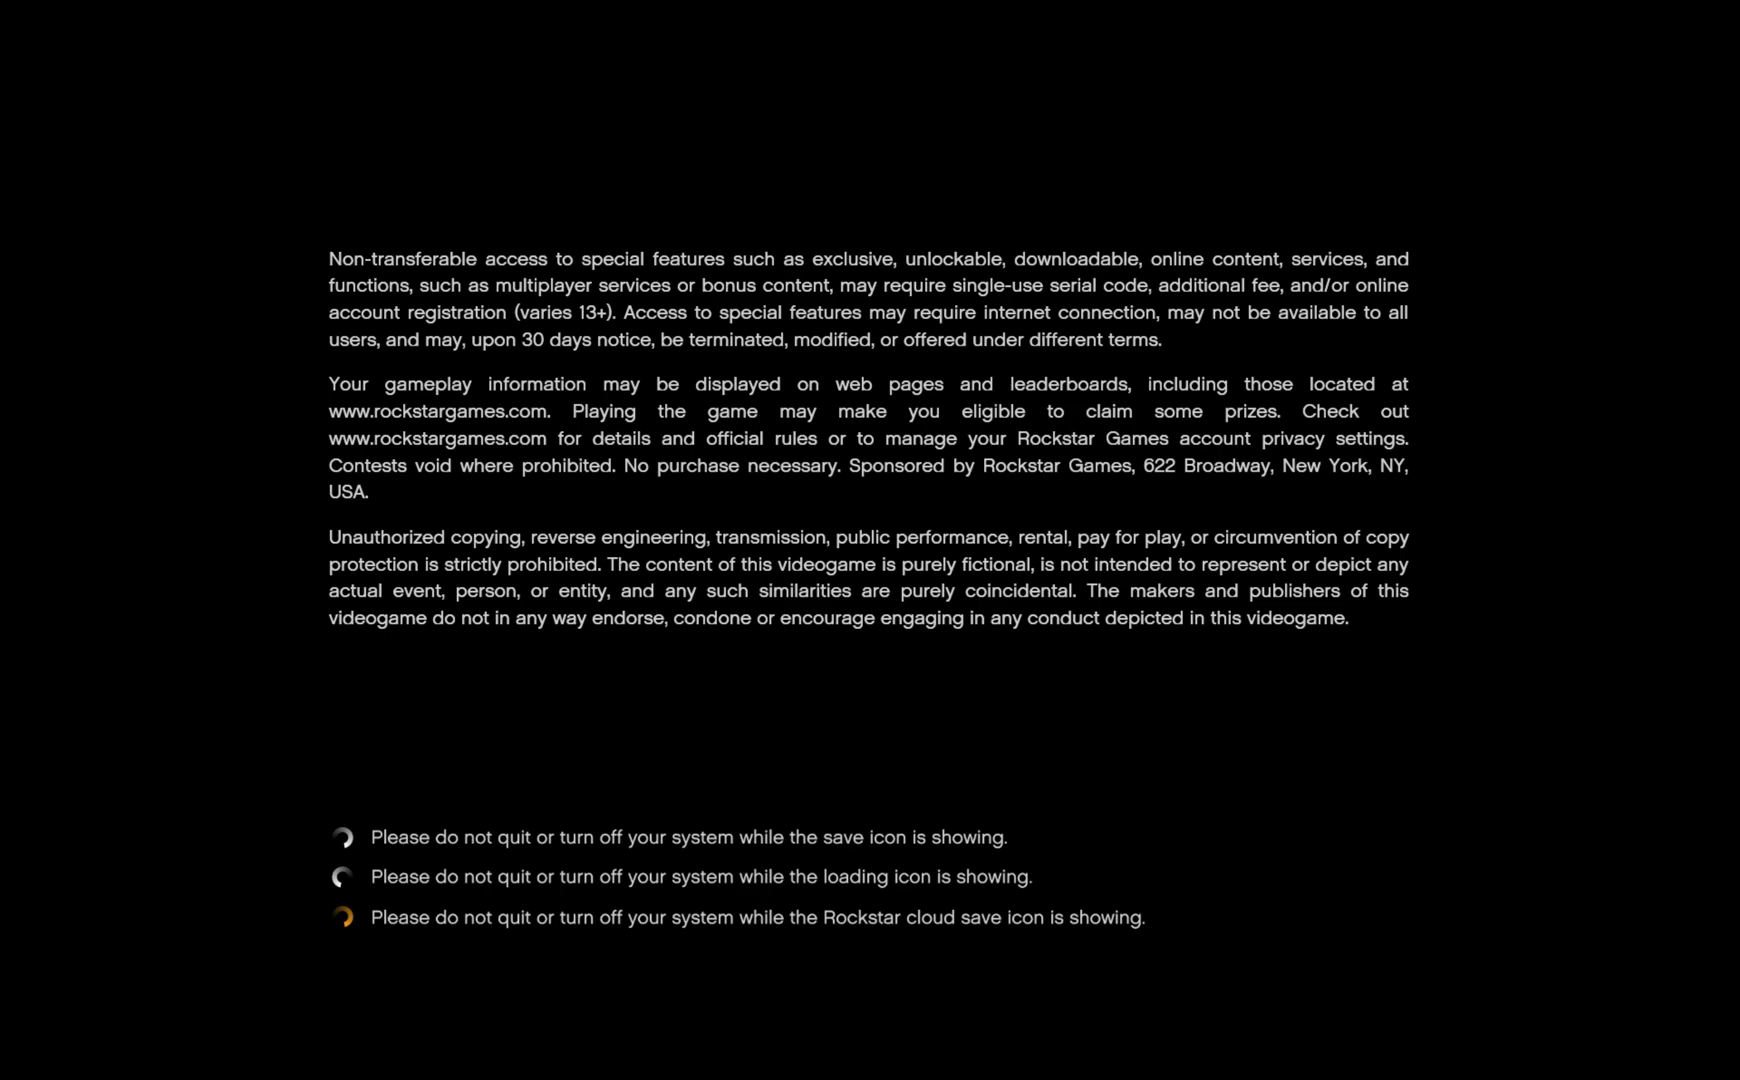 Non-transferable access to special features such as exclusive, unlockable, downloadable, online content, services, and
functions, such as multiplayer services or bonus content, may require single-use serial code, additional fee, and/or online
account registration (varies 13+). Access to special features may require internet connection, may not be available to all
users, and may, upon 30 days notice, be terminated, modified, or offered under different terms.
Your gameplay information may be displayed on web pages and leaderboards, including those located at
www.rockstargames.com. Playing the game may make you eligible to claim some prizes. Check out
www.rockstargames.com for details and official rules or to manage your Rockstar Games account privacy settings.
Contests void where prohibited. No purchase necessary. Sponsored by Rockstar Games, 622 Broadway, New York, NY,
USA.
Unauthorized copying, reverse engineering, transmission, public performance, rental, pay for play, or circumvention of copy
protection is strictly prohibited. The content of this videogame is purely fictional, is not intended to represent or depict any
actual event, person, or entity, and any such similarities are purely coincidental. The makers and publishers of this
videogame do not in any way endorse, condone or encourage engaging in any conduct depicted in this videogame.
Please do not quit or turn off your system while the save icon is showing.
Please do not quit or turn off your system while the loading icon is showing.
Please do not quit or turn off your system while the Rockstar cloud save icon is showing.